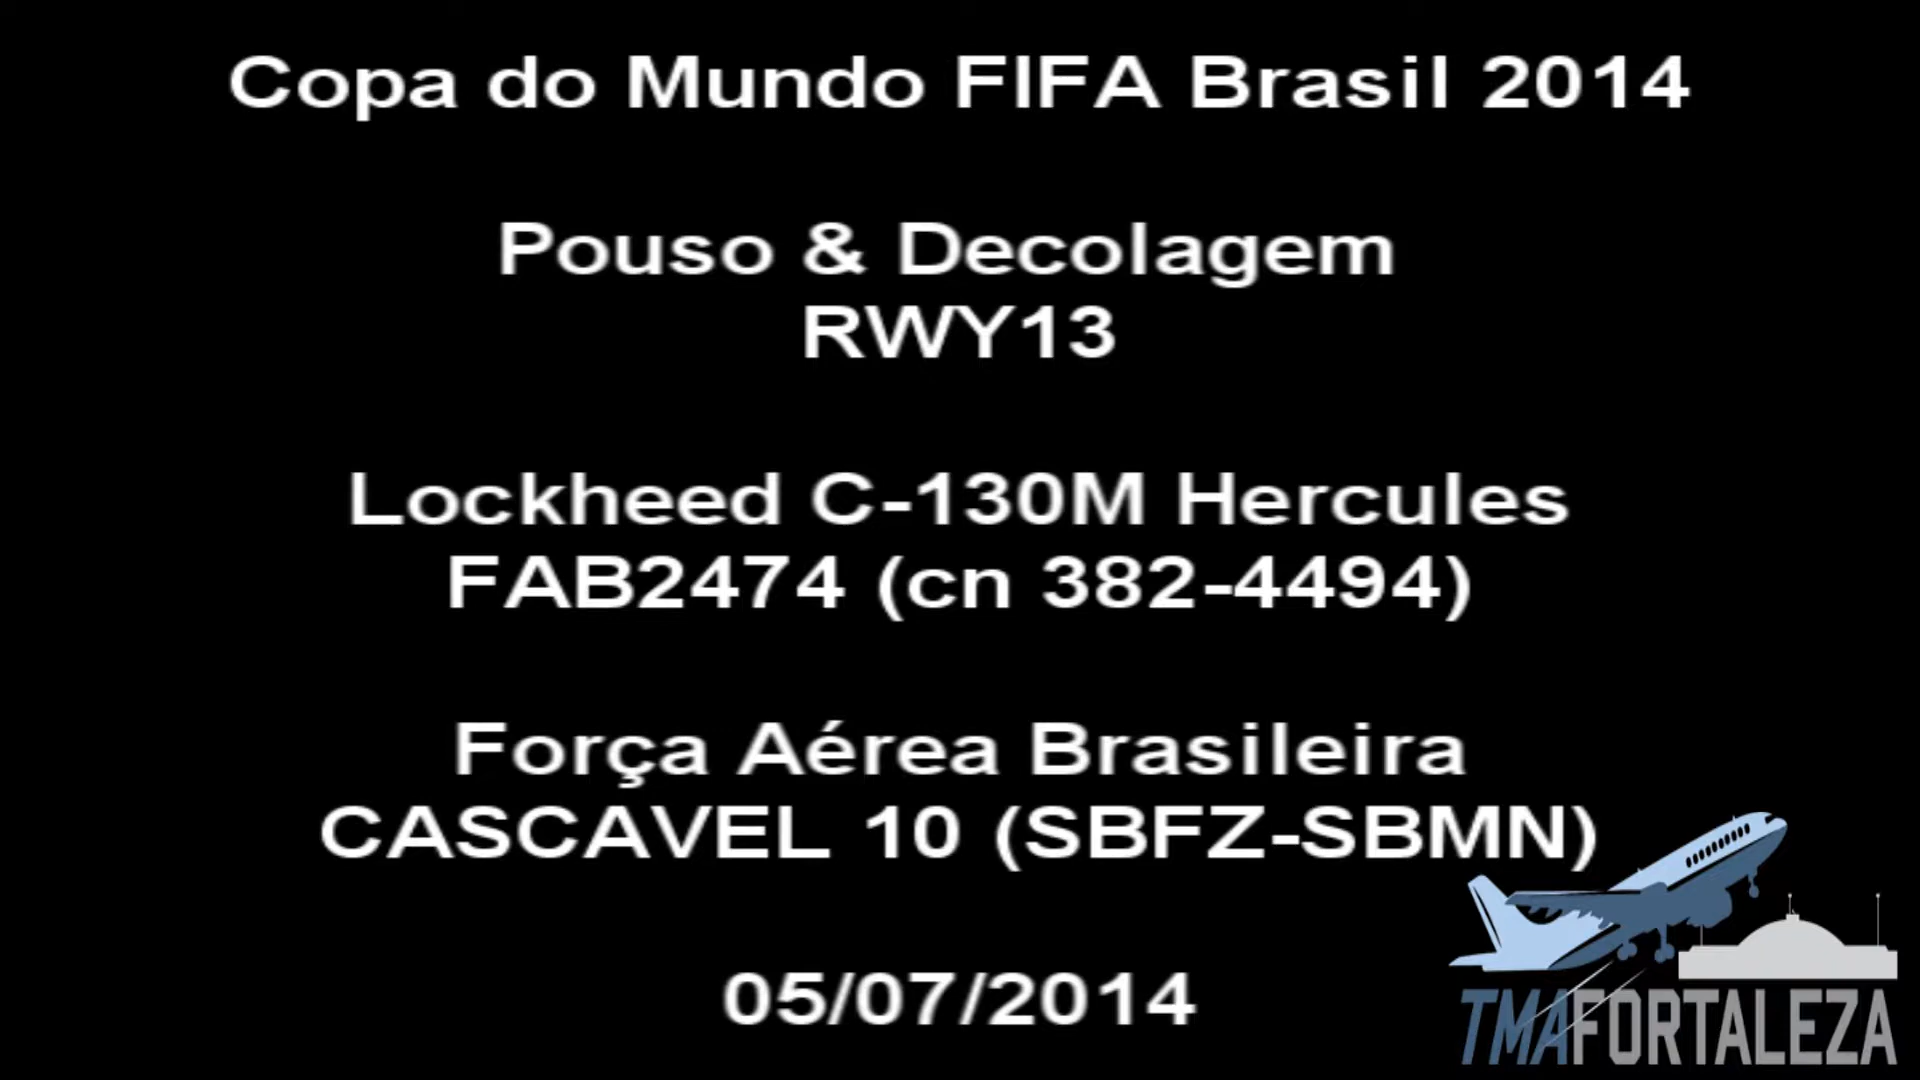 Copa do Mundo FIFA Brasil 2014
Pouso & Decolagem
RWY13
Lockheed C-130M Hercules
FAB2474 (cn 382-4494)
Força Aérea Brasileira
CASCAVEL 10 (SBFZ-SBMN)
05/07/2014
TMAFORTALEZA